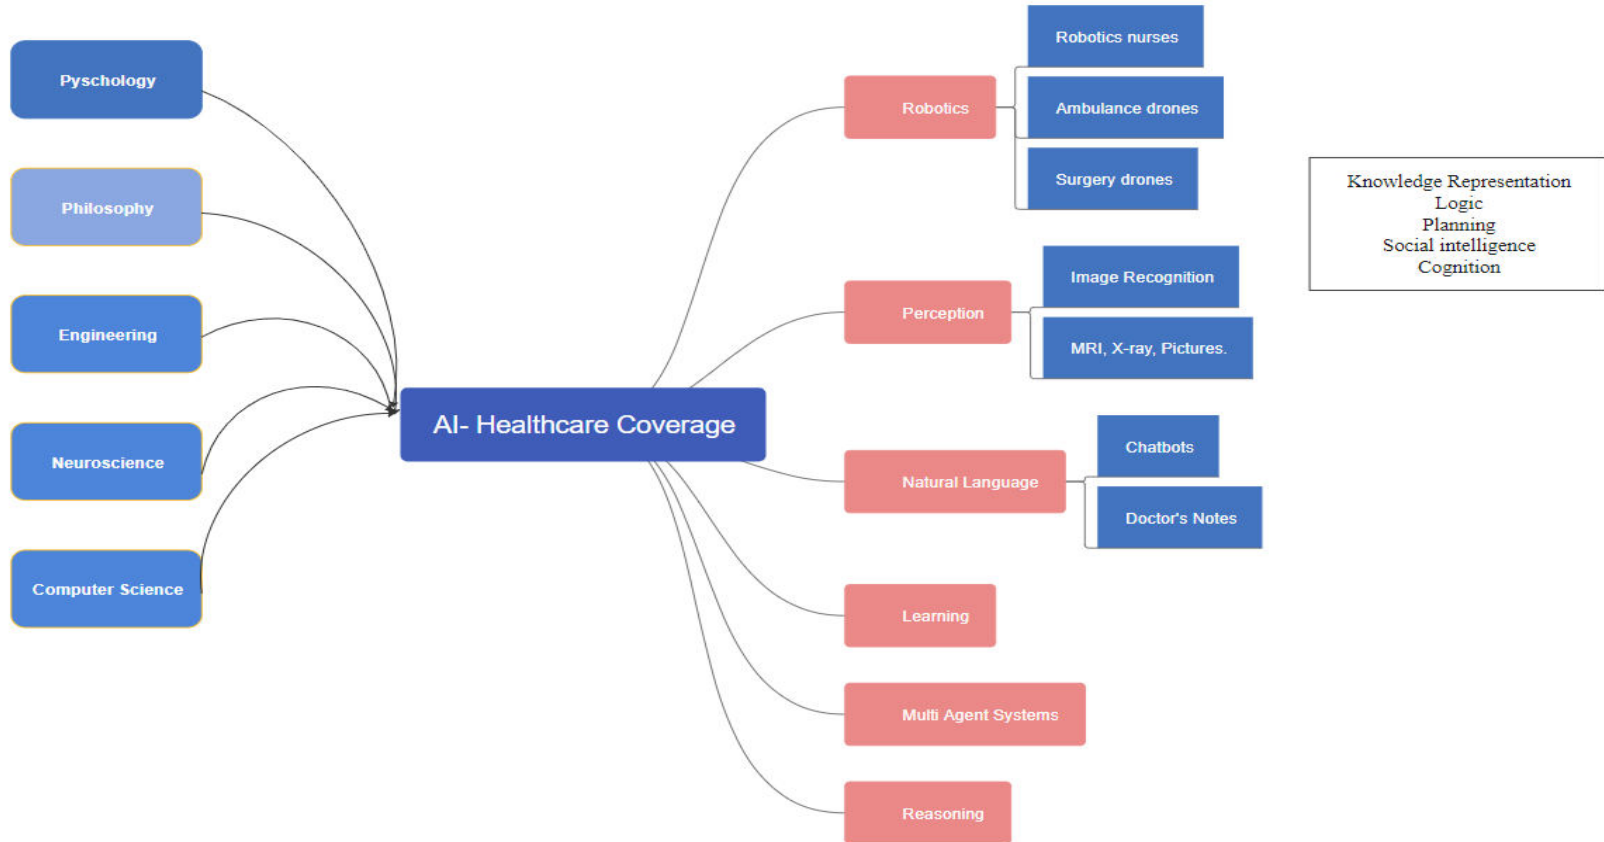 Pyschology
Philosophy
Engineering
Neuroscience
Computer Science
AI- Healthcare Coverage
Robotics
Robotics nurses
Ambulance drones
Surgery drones
Perception
Image Recognition
MRI, X-ray, Pictures.
Natural Language
Chatbots
Doctor's Notes
Learning
Multi Agent Systems
Reasoning
Knowledge Representation
Logic
Planning
Social intelligence
Cognition